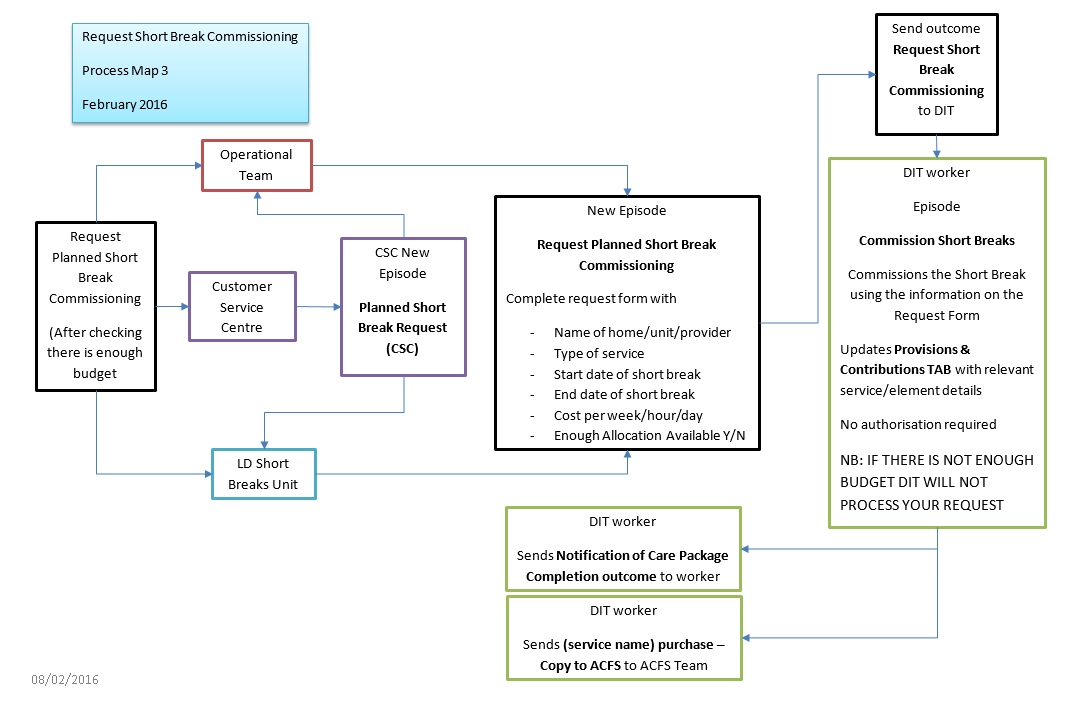 Request Short Break Commissioning
Process Map 3
February 2016
Send outcome
Request Short
Break
Commissioning
to DIT
Operational
Team
Request
Planned Short
Break
Commissioning
(After checking
there is enough
budget
Customer
Service
Centre
CSC New
Episode
Planned Short
Break Request
(CSC)
LD Short
Breaks Unit
New Episode
Request Planned Short Break
Commissioning
Complete request form with
- Name of home/unit/provider
- Type of service
- Start date of short break
- End date of short break
- Cost per week/hour/day
- Enough Allocation Available Y/N
DIT worker
Episode
Commission Short Breaks
Commissions the Short Break
using the information on the
Request Form
Updates Provisions &
Contributions TAB with relevant
service/element details
No authorisation required
NB: IF THERE IS NOT ENOUGH
BUDGET DIT WILL NOT
PROCESS YOUR REQUEST
DIT worker
Sends Notification of Care Package
Completion outcome to worker
DIT worker
Sends (service name) purchase –
Copy to ACFS to ACFS Team
08/02/2016